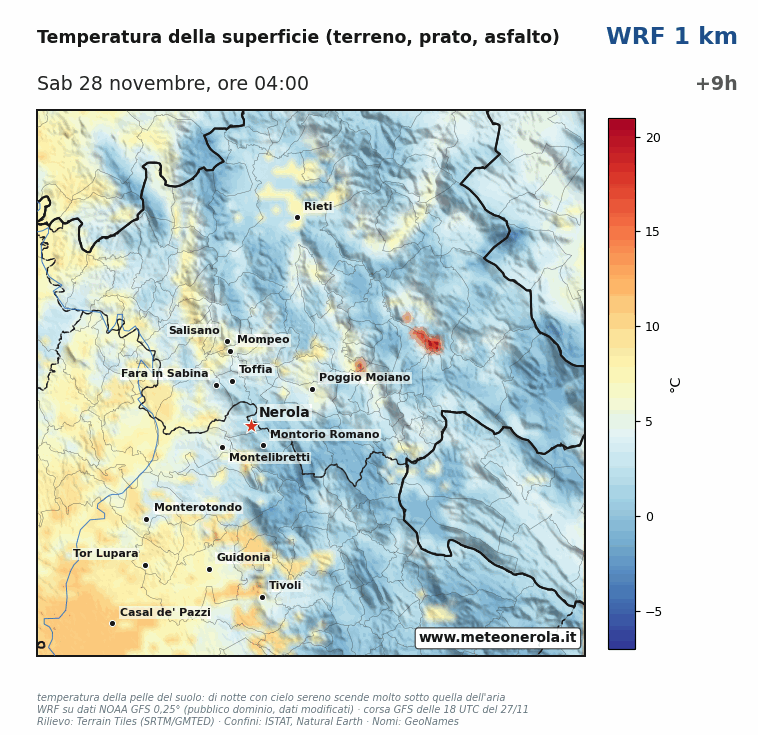 Temperatura della superficie (terreno, prato, asfalto)
WRF 1 km
Sab 28 novembre, ore 04:00
+9h
Rieti
Salisano
Mompeo
Fara in Sabina
Toffia
Poggio Moiano
Nerola
Montorio Romano
Montelibretti
Monterotondo
Tor Lupara
Guidonia
Tivoli
Casal de' Pazzi
www.meteonerola.it
20
15
10
5
0
−5
°C
temperatura della pelle del suolo: di notte con cielo sereno scende molto sotto quella dell'aria
WRF su dati NOAA GFS 0,25° (pubblico dominio, dati modificati) · corsa GFS delle 18 UTC del 27/11
Rilievo: Terrain Tiles (SRTM/GMTED) · Confini: ISTAT, Natural Earth · Nomi: GeoNames